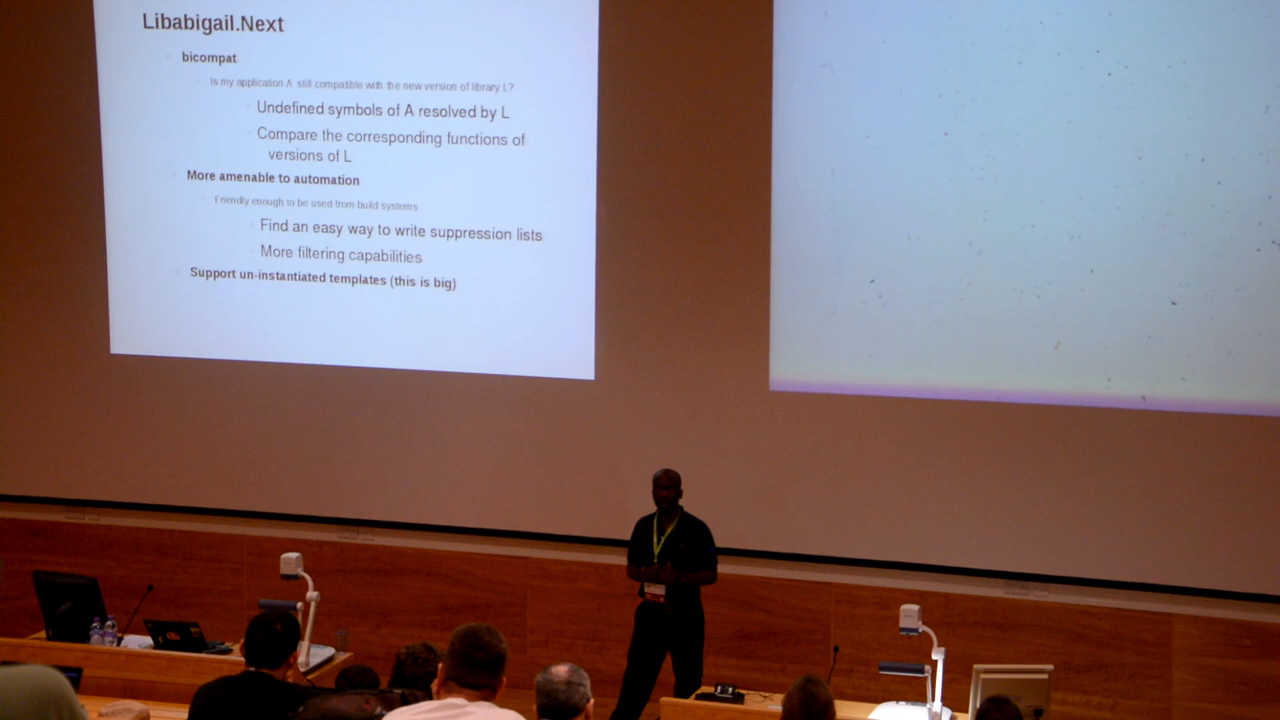 Libabigail.Next
bicompat
Is my application A still compatible with the new version of library L?
Undefined symbols of A resolved by L
Compare the corresponding functions of
versions of L
More amenable to automation
Friendly enough to be used from build systems
Find an easy way to write suppression lists
More filtering capabilities
Support un-instantiated templates (this is big)